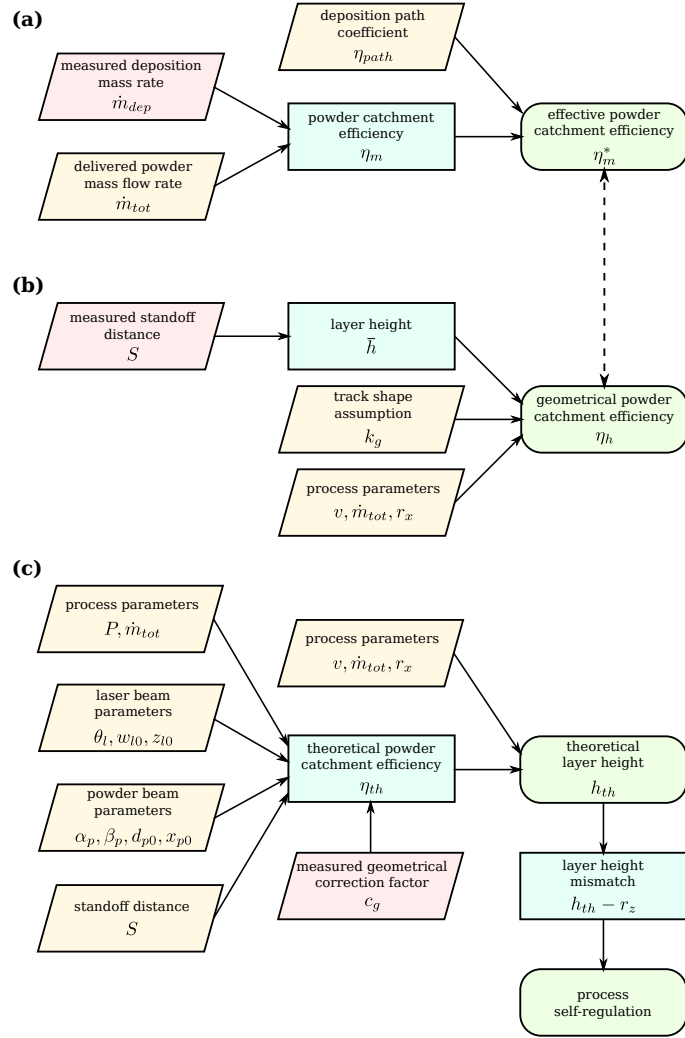 (a)
deposition path
coefficient
η_path
measured deposition
mass rate
ṁ_dep
powder catchment
efficiency
η_m
effective powder
catchment efficiency
η_m^*
delivered powder
mass flow rate
ṁ_tot
(b)
measured standoff
distance
S
layer height
h̄
track shape
assumption
k_g
geometrical powder
catchment efficiency
η_h
process parameters
v, ṁ_tot, r_x
(c)
process parameters
P, ṁ_tot
process parameters
v, ṁ_tot, r_x
laser beam
parameters
θ_l, w_l0, z_l0
theoretical powder
catchment efficiency
η_th
theoretical
layer height
h_th
powder beam
parameters
α_p, β_p, d_p0, x_p0
measured geometrical
correction factor
c_g
layer height
mismatch
h_th − r_z
standoff distance
S
process
self-regulation